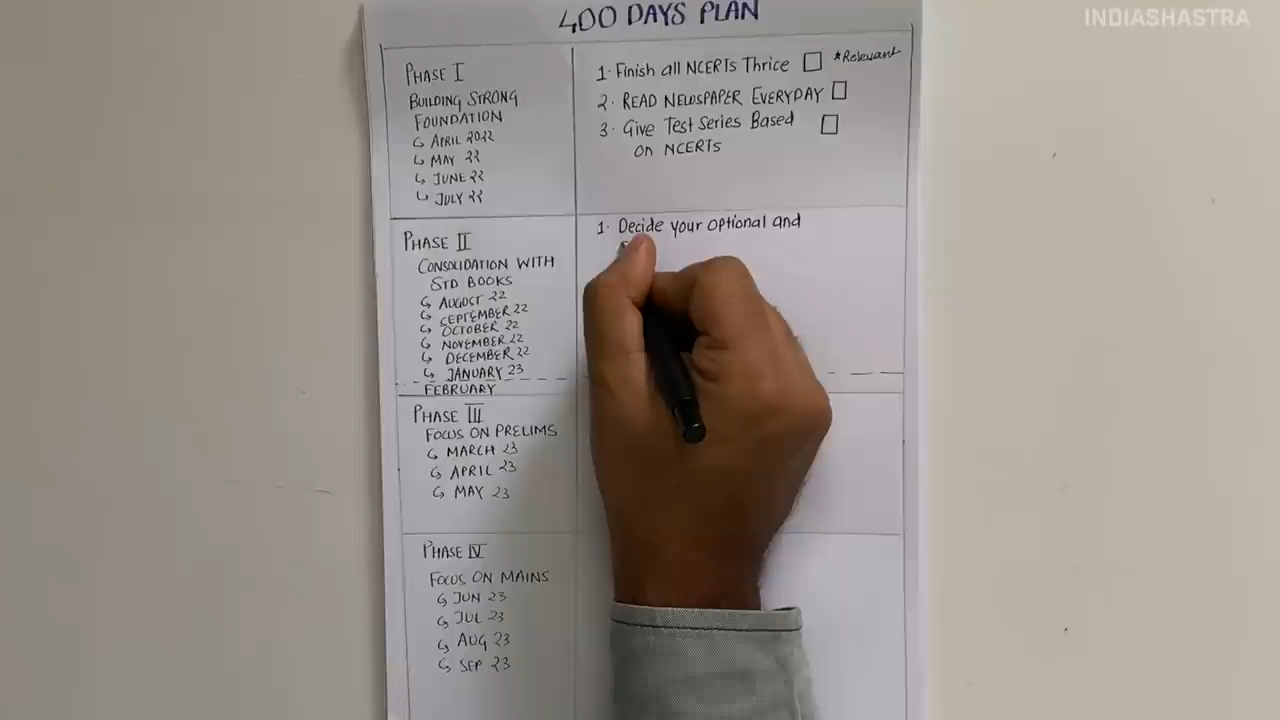 INDIASHASTRA
400 DAYS PLAN
PHASE I
BUILDING STRONG
FOUNDATION
↳ APRIL 2022
↳ MAY 22
↳ JUNE 22
↳ JULY 22
1. Finish all NCERTs Thrice □ *Relevant
2. READ NEWSPAPER EVERYDAY □
3. Give Test Series Based □
on NCERTs
PHASE II
CONSOLIDATION WITH
STD BOOKS
↳ AUGUST 22
↳ SEPTEMBER 22
↳ OCTOBER 22
↳ NOVEMBER 22
↳ DECEMBER 22
↳ JANUARY 23
FEBRUARY
1. Decide your optional and
PHASE III
FOCUS ON PRELIMS
↳ MARCH 23
↳ APRIL 23
↳ MAY 23
PHASE IV
FOCUS ON MAINS
↳ JUN 23
↳ JUL 23
↳ AUG 23
↳ SEP 23